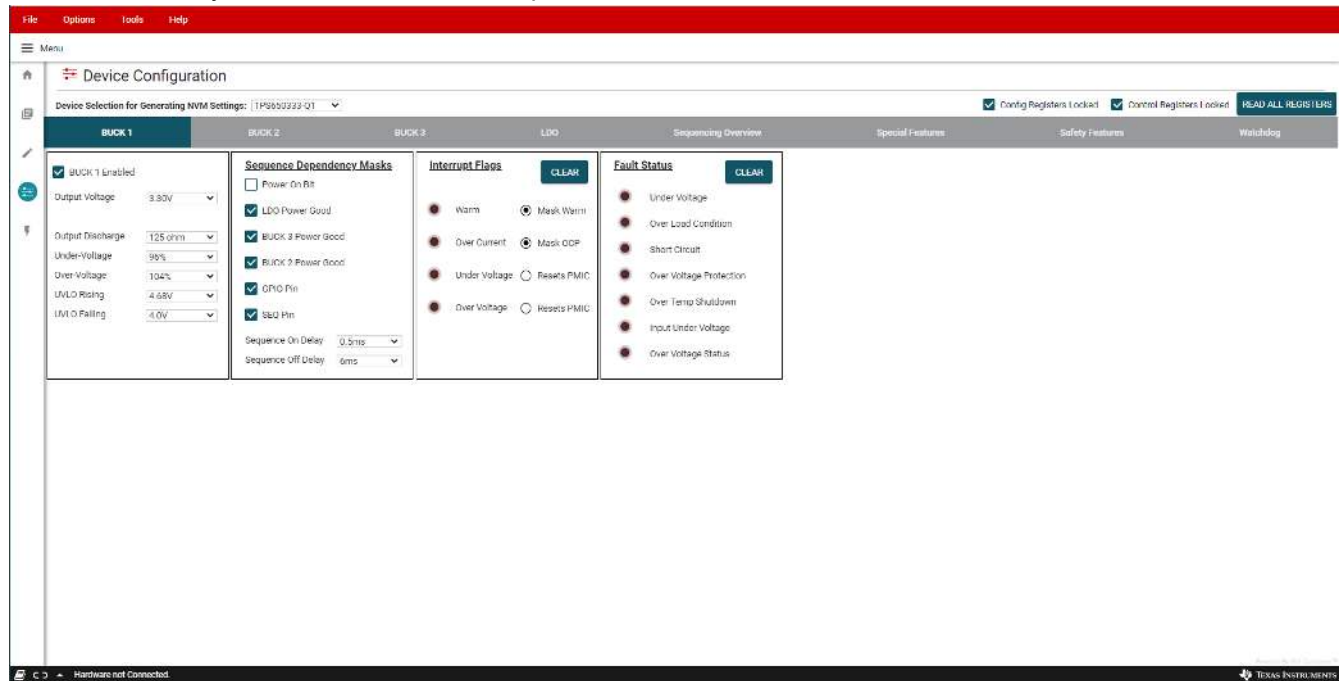 File Options Tools Help
Menu
Device Configuration
Device Selection for Generating NVM Settings: TPS650333-Q1
Config Registers Locked Control Registers Locked READ ALL REGISTERS
BUCK 1 BUCK 2 BUCK 3 LDO Sequencing Overview Special Features Safety Features Watchdog
BUCK 1 Enabled
Output Voltage 3.30V
Output Discharge 125 ohm
Under-Voltage 96%
Over-Voltage 104%
UVLO Rising 4.68V
UVLO Falling 4.0V
Sequence Dependency Masks
Power On Bit
LDO Power Good
BUCK 3 Power Good
BUCK 2 Power Good
GPIO Pin
SEQ Pin
Sequence On Delay 0.5ms
Sequence Off Delay 6ms
Interrupt Flags CLEAR
Warm Mask Warm
Over Current Mask OCP
Under Voltage Resets PMIC
Over Voltage Resets PMIC
Fault Status CLEAR
Under Voltage
Over Load Condition
Short Circuit
Over Voltage Protection
Over Temp Shutdown
Input Under Voltage
Over Voltage Status
Hardware not Connected.
TEXAS INSTRUMENTS